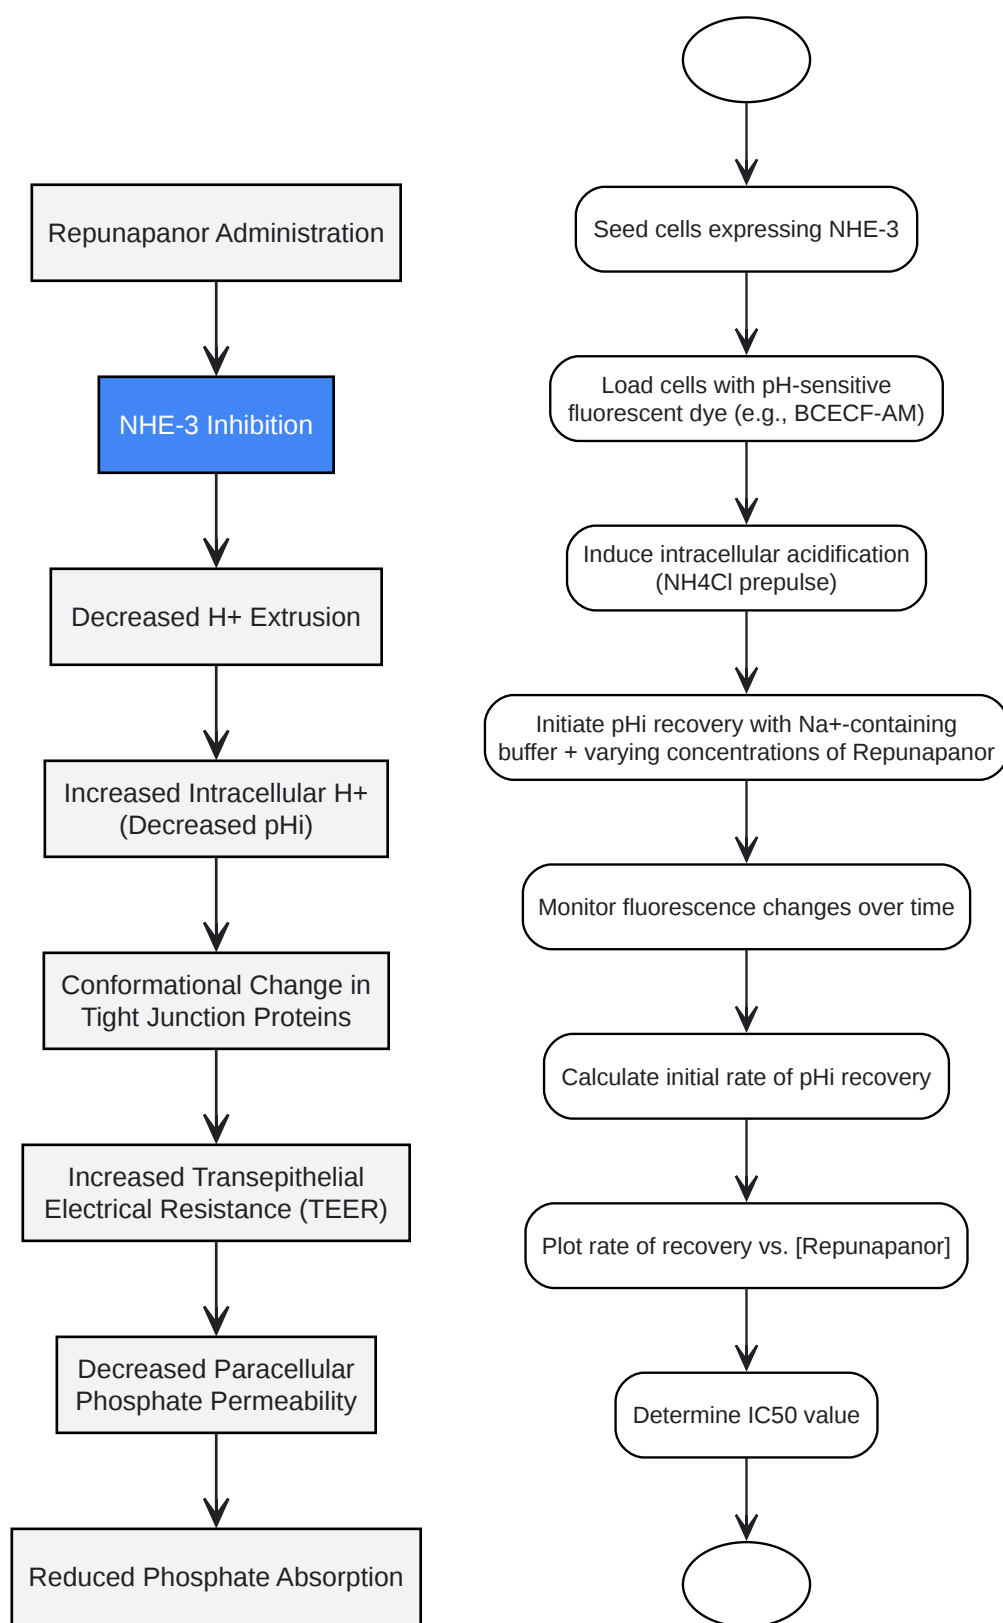 Repunapanor Administration
NHE-3 Inhibition
Decreased H+ Extrusion
Increased Intracellular H+
(Decreased pHi)
Conformational Change in
Tight Junction Proteins
Increased Transepithelial
Electrical Resistance (TEER)
Decreased Paracellular
Phosphate Permeability
Reduced Phosphate Absorption
Seed cells expressing NHE-3
Load cells with pH-sensitive
fluorescent dye (e.g., BCECF-AM)
Induce intracellular acidification
(NH4Cl prepulse)
Initiate pHi recovery with Na+-containing
buffer + varying concentrations of Repunapanor
Monitor fluorescence changes over time
Calculate initial rate of pHi recovery
Plot rate of recovery vs. [Repunapanor]
Determine IC50 value